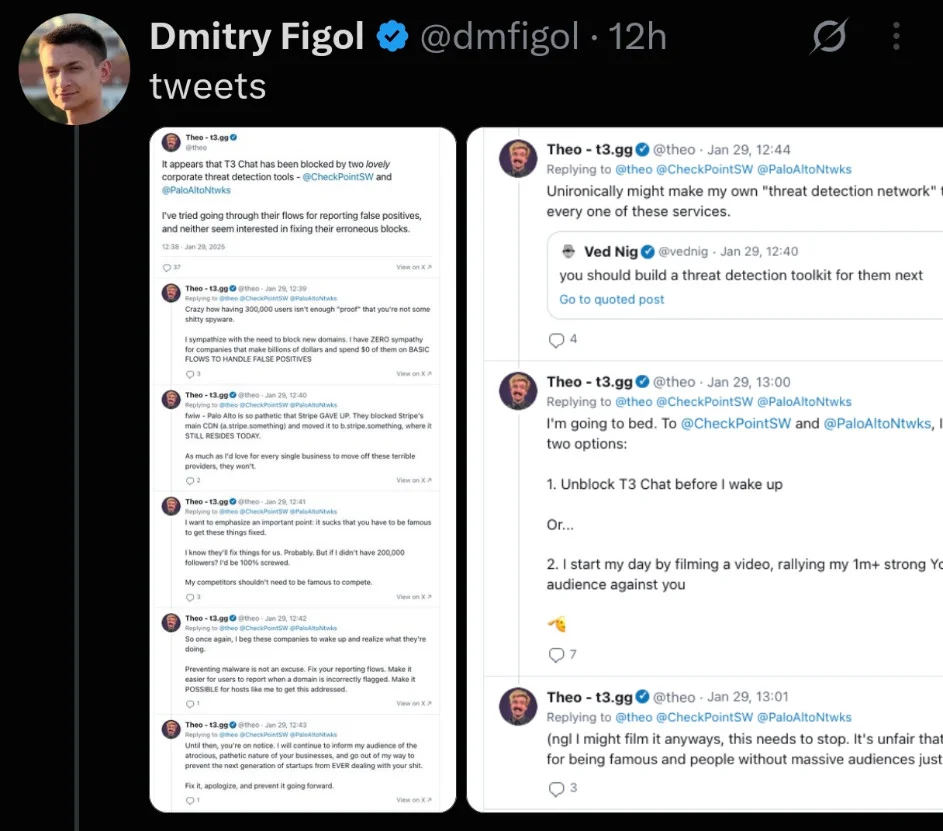 Dmitry Figol @dmfigol · 12h
tweets
Theo - t3.gg
@theo
It appears that T3 Chat has been blocked by two lovely
corporate threat detection tools - @CheckPointSW and
@PaloAltoNtwks
I've tried going through their flows for reporting false positives,
and neither seem interested in fixing their erroneous blocks.
12:38 · Jan 29, 2025
37
View on X ↗
Theo - t3.gg @theo · Jan 29, 12:39
Replying to @theo @CheckPointSW @PaloAltoNtwks
Crazy how having 300,000 users isn't enough "proof" that you're not some
shitty spyware.
I sympathize with the need to block new domains. I have ZERO sympathy
for companies that make billions of dollars and spend $0 of them on BASIC
FLOWS TO HANDLE FALSE POSITIVES
3
View on X ↗
Theo - t3.gg @theo · Jan 29, 12:40
Replying to @theo @CheckPointSW @PaloAltoNtwks
fwiw - Palo Alto is so pathetic that Stripe GAVE UP. They blocked Stripe's
main CDN (a.stripe.something) and moved it to b.stripe.something, where it
STILL RESIDES TODAY.
As much as I'd love for every single business to move off these terrible
providers, they won't.
2
View on X ↗
Theo - t3.gg @theo · Jan 29, 12:41
Replying to @theo @CheckPointSW @PaloAltoNtwks
I want to emphasize an important point: it sucks that you have to be famous
to get these things fixed.
I know they'll fix things for us. Probably. But if I didn't have 200,000
followers? I'd be 100% screwed.
My competitors shouldn't need to be famous to compete.
3
View on X ↗
Theo - t3.gg @theo · Jan 29, 12:42
Replying to @theo @CheckPointSW @PaloAltoNtwks
So once again, I beg these companies to wake up and realize what they're
doing.
Preventing malware is not an excuse. Fix your reporting flows. Make it
easier for users to report when a domain is incorrectly flagged. Make it
POSSIBLE for hosts like me to get this addressed.
1
View on X ↗
Theo - t3.gg @theo · Jan 29, 12:43
Replying to @theo @CheckPointSW @PaloAltoNtwks
Until then, you're on notice. I will continue to inform my audience of the
atrocious, pathetic nature of your businesses, and go out of my way to
prevent the next generation of startups from EVER dealing with your shit.
Fix it, apologize, and prevent it going forward.
1
View on X ↗
Theo - t3.gg @theo · Jan 29, 12:44
Replying to @theo @CheckPointSW @PaloAltoNtwks
Unironically might make my own "threat detection network" t
every one of these services.
Ved Nig @vednig · Jan 29, 12:40
you should build a threat detection toolkit for them next
Go to quoted post
4
Theo - t3.gg @theo · Jan 29, 13:00
Replying to @theo @CheckPointSW @PaloAltoNtwks
I'm going to bed. To @CheckPointSW and @PaloAltoNtwks, I
two options:
1. Unblock T3 Chat before I wake up
Or...
2. I start my day by filming a video, rallying my 1m+ strong Yo
audience against you
🫡
7
Theo - t3.gg @theo · Jan 29, 13:01
Replying to @theo @CheckPointSW @PaloAltoNtwks
(ngl I might film it anyways, this needs to stop. It's unfair that
for being famous and people without massive audiences just
3